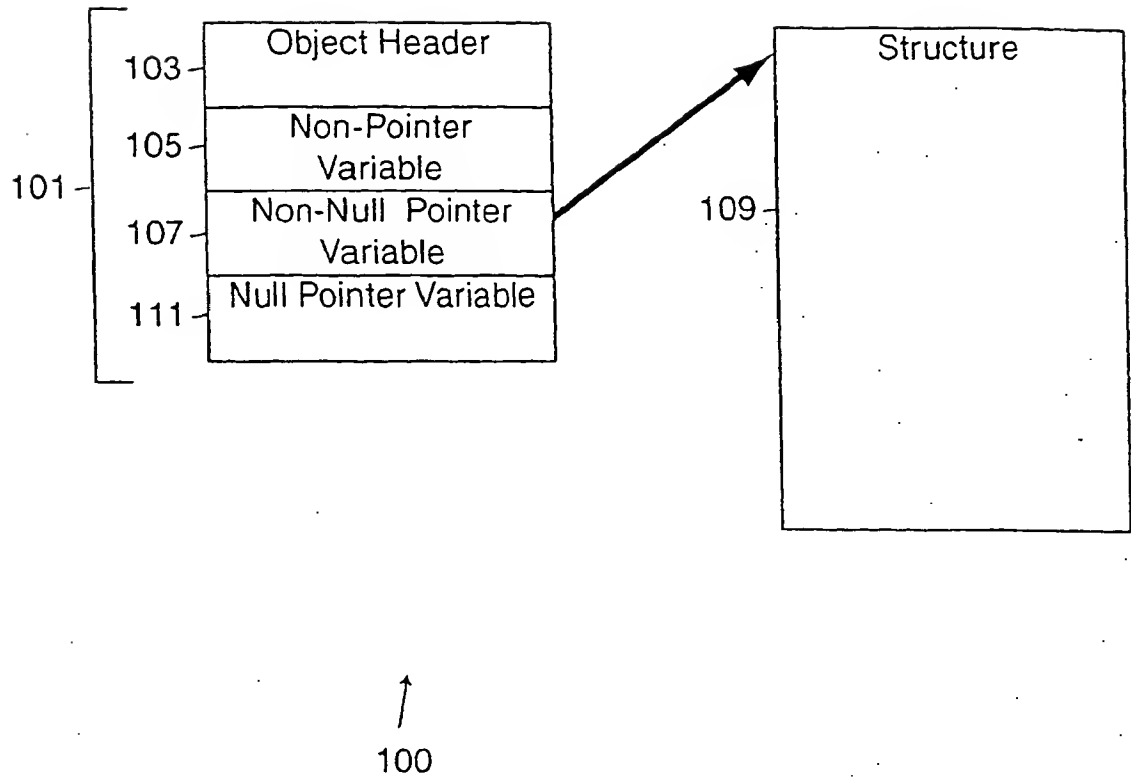 101
103
Object Header
105
Non-Pointer
Variable
107
Non-Null Pointer
Variable
111
Null Pointer Variable
109
Structure
100